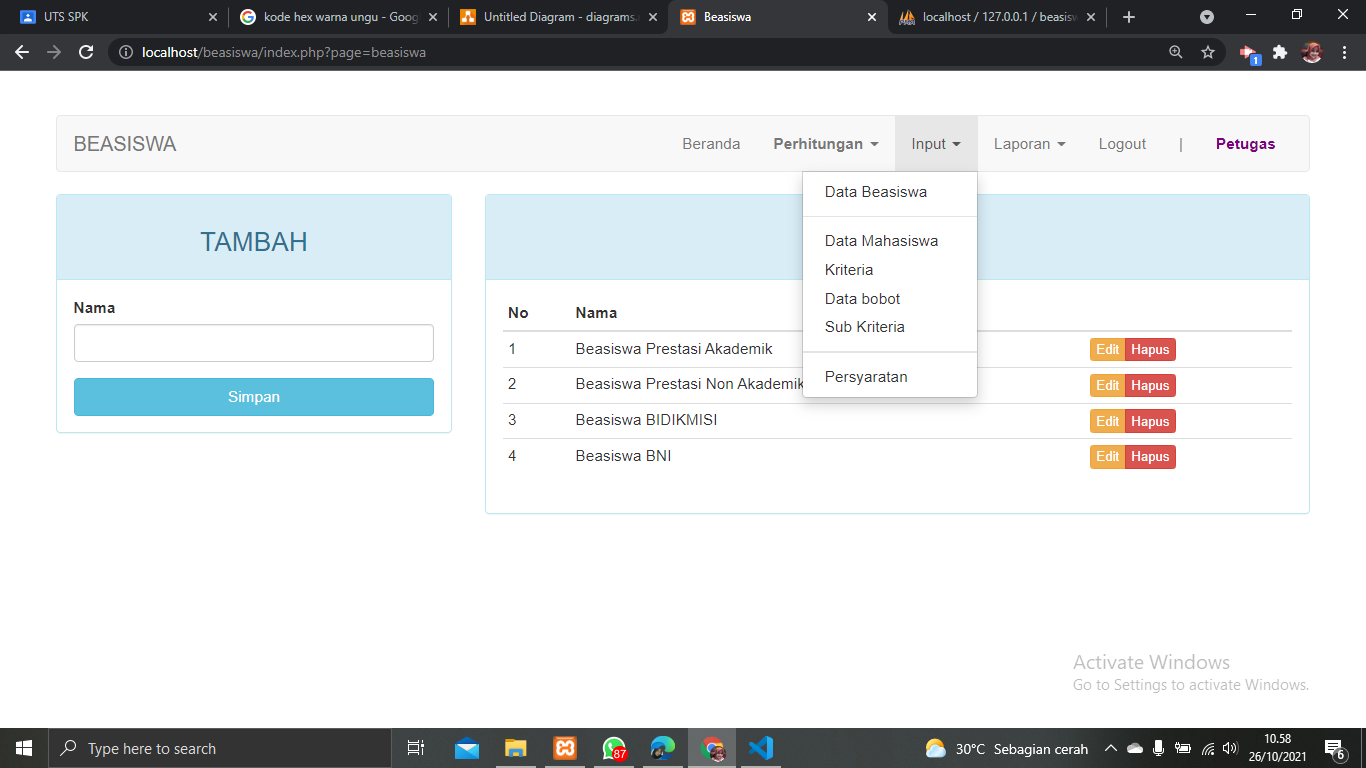 UTS SPK
kode hex warna ungu - Goog
Untitled Diagram - diagrams.
Beasiswa
localhost / 127.0.0.1 / beasisw
localhost/beasiswa/index.php?page=beasiswa
1
BEASISWA
Beranda
Perhitungan
Input
Laporan
Logout
|
Petugas
Data Beasiswa
Data Mahasiswa
Kriteria
Data bobot
Sub Kriteria
Persyaratan
TAMBAH
Nama
Simpan
No Nama
1 Beasiswa Prestasi Akademik Edit Hapus
2 Beasiswa Prestasi Non Akademik Edit Hapus
3 Beasiswa BIDIKMISI Edit Hapus
4 Beasiswa BNI Edit Hapus
Activate Windows
Go to Settings to activate Windows.
Type here to search
87
30°C Sebagian cerah
10.58
26/10/2021
6